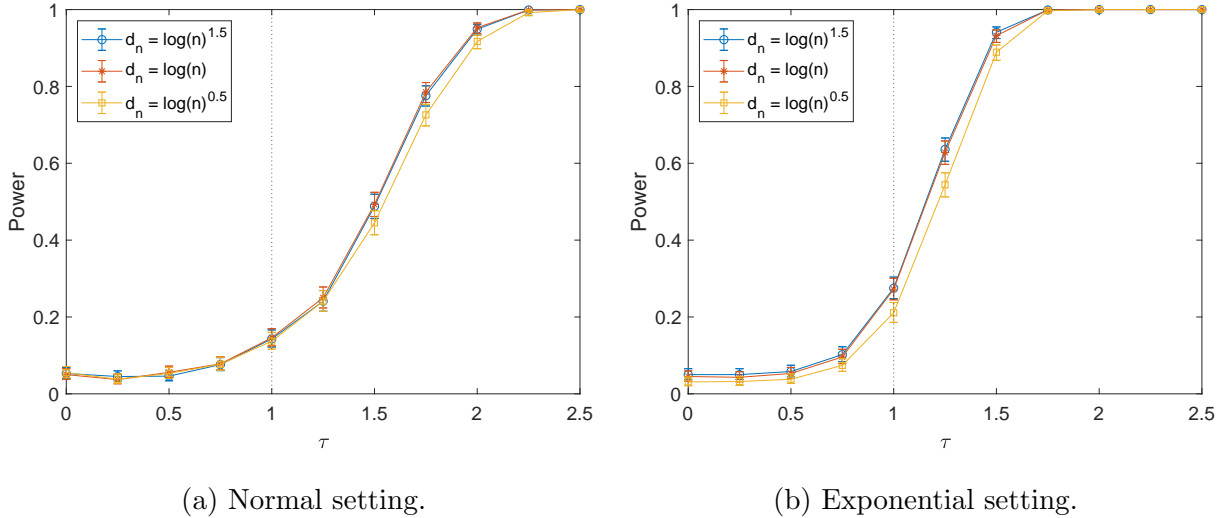 1
0.8
0.6
0.4
0.2
0
Power
d_n = log(n)^1.5
d_n = log(n)
d_n = log(n)^0.5
0 0.5 1 1.5 2 2.5
τ
(a) Normal setting.
1
0.8
0.6
0.4
0.2
0
Power
d_n = log(n)^1.5
d_n = log(n)
d_n = log(n)^0.5
0 0.5 1 1.5 2 2.5
τ
(b) Exponential setting.